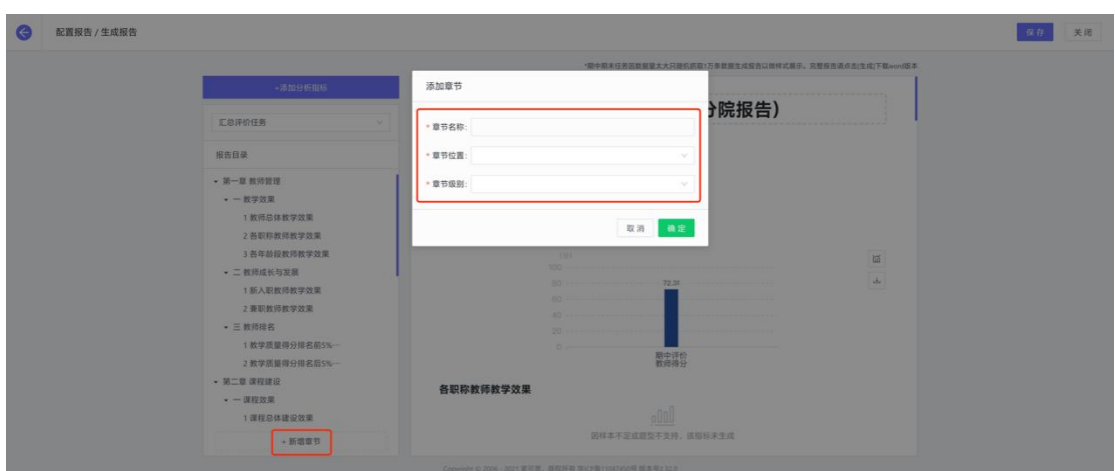 配置报告 / 生成报告
保 存
关 闭
+添加分析指标
汇总评价任务
报告目录
第一章 教师管理
一 教学效果
1 教师总体教学效果
2 各职称教师教学效果
3 各年龄段教师教学效果
二 教师成长与发展
1 新入职教师教学效果
2 兼职教师教学效果
三 教师排名
1 教学质量得分排名前5%…
2 教学质量得分排名后5%…
第二章 课程建设
一 课程效果
1 课程总体建设效果
+ 新增章节
添加章节
* 章节名称:
* 章节位置:
* 章节级别:
取 消
确 定
分院报告)
100
80
60
40
20
0
72.31
期中评价
教师得分
各职称教师教学效果
因样本不足或题型不支持,该指标未生成